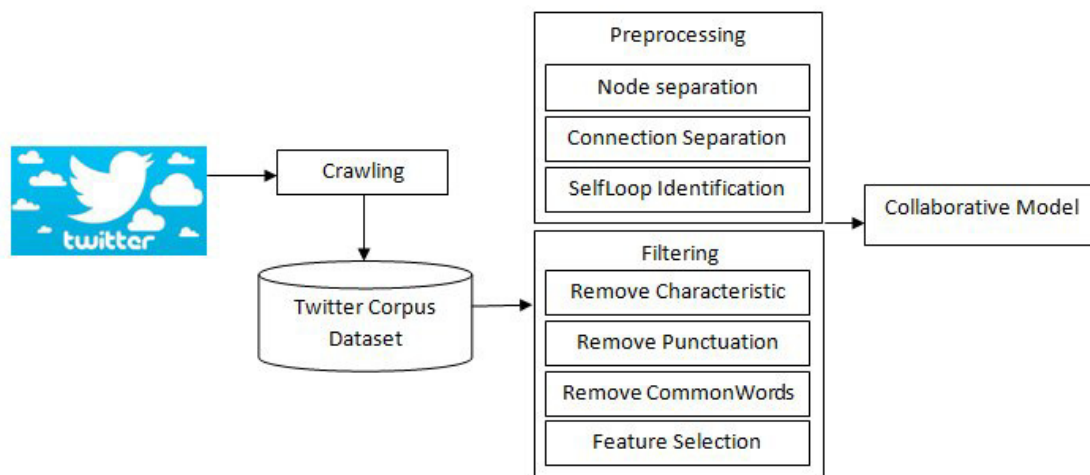 twitter
Crawling
Twitter Corpus
Dataset
Preprocessing
Node separation
Connection Separation
SelfLoop Identification
Filtering
Remove Characteristic
Remove Punctuation
Remove CommonWords
Feature Selection
Collaborative Model